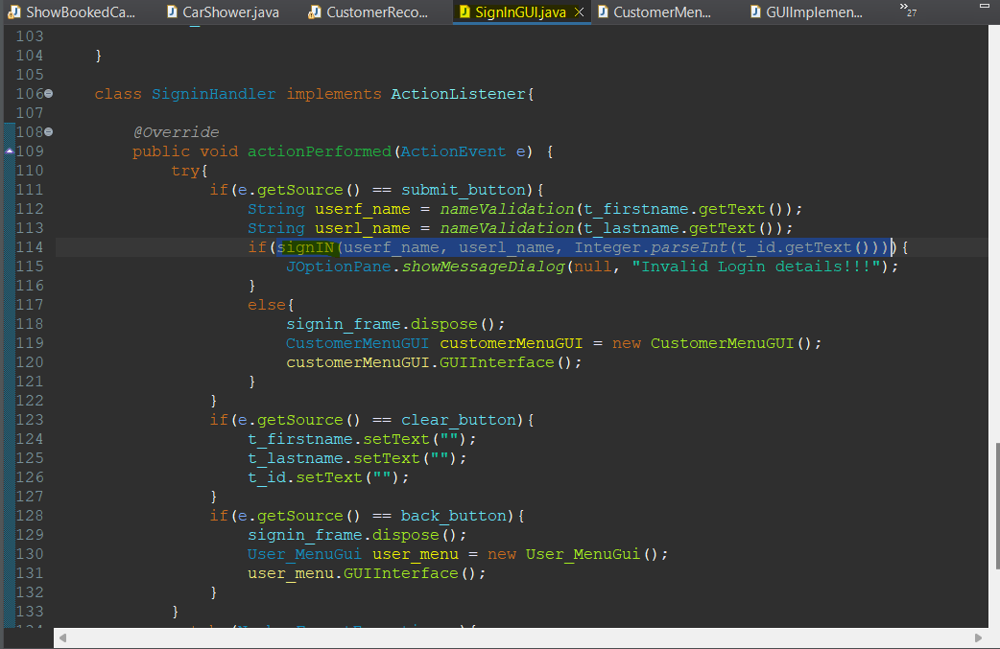 ShowBookedCa... CarShower.java CustomerReco... SignInGUI.java CustomerMen... GUIImplemen... »27
103
104 }
105
106 class SigninHandler implements ActionListener{
107
108 @Override
109 public void actionPerformed(ActionEvent e) {
110 try{
111 if(e.getSource() == submit_button){
112 String userf_name = nameValidation(t_firstname.getText());
113 String userl_name = nameValidation(t_lastname.getText());
114 if(signIN(userf_name, userl_name, Integer.parseInt(t_id.getText()))){
115 JOptionPane.showMessageDialog(null, "Invalid Login details!!!");
116 }
117 else{
118 signin_frame.dispose();
119 CustomerMenuGUI customerMenuGUI = new CustomerMenuGUI();
120 customerMenuGUI.GUIInterface();
121 }
122 }
123 if(e.getSource() == clear_button){
124 t_firstname.setText("");
125 t_lastname.setText("");
126 t_id.setText("");
127 }
128 if(e.getSource() == back_button){
129 signin_frame.dispose();
130 User_MenuGui user_menu = new User_MenuGui();
131 user_menu.GUIInterface();
132 }
133 }